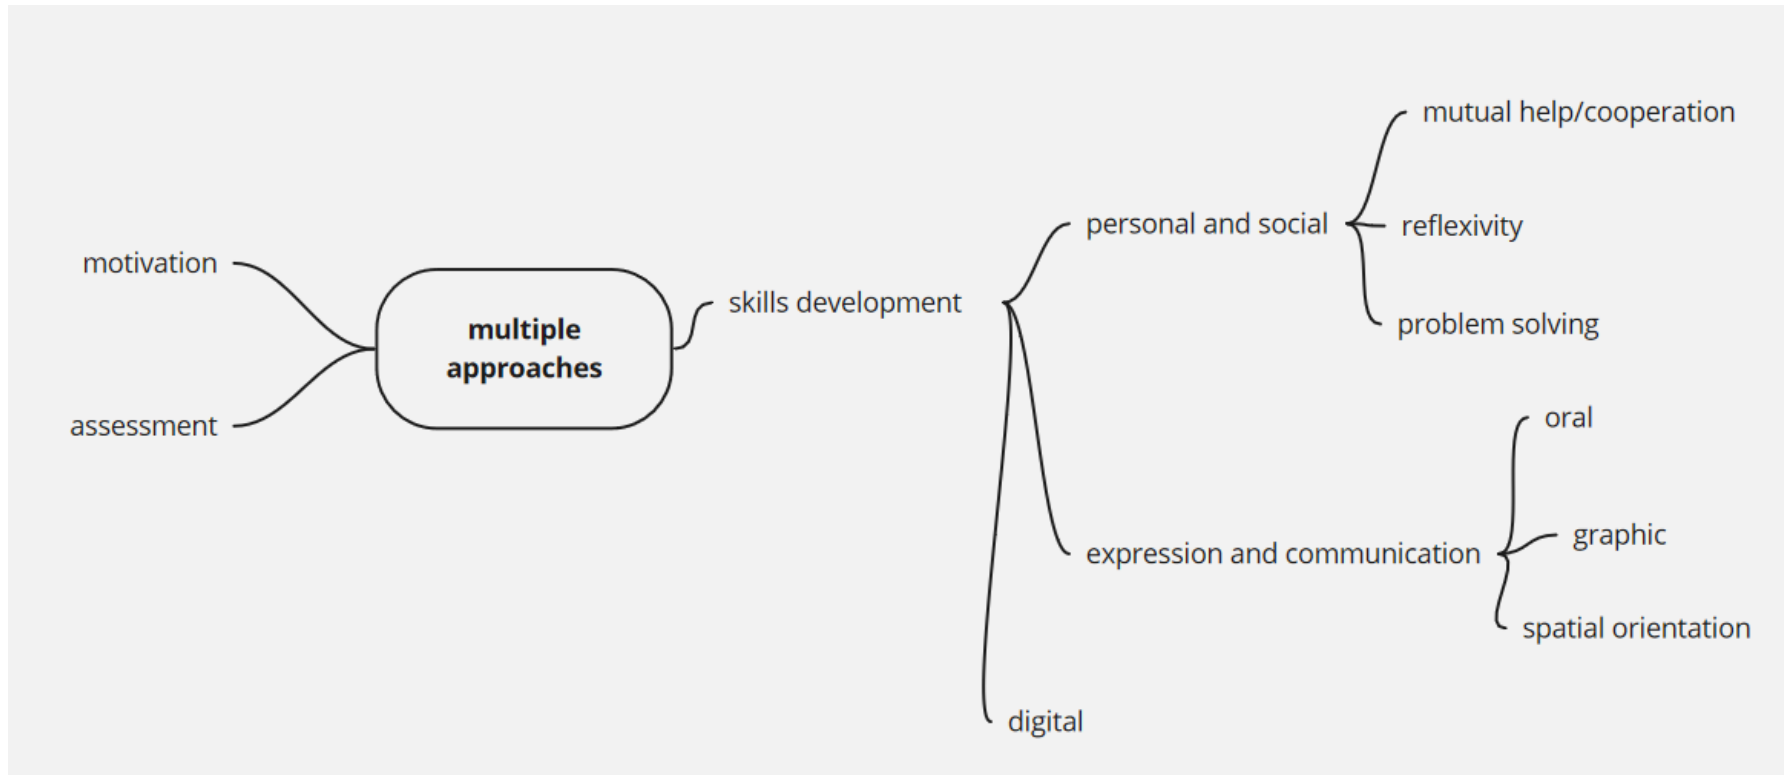 motivation
assessment
multiple
approaches
skills development
personal and social
mutual help/cooperation
reflexivity
problem solving
expression and communication
oral
graphic
spatial orientation
digital